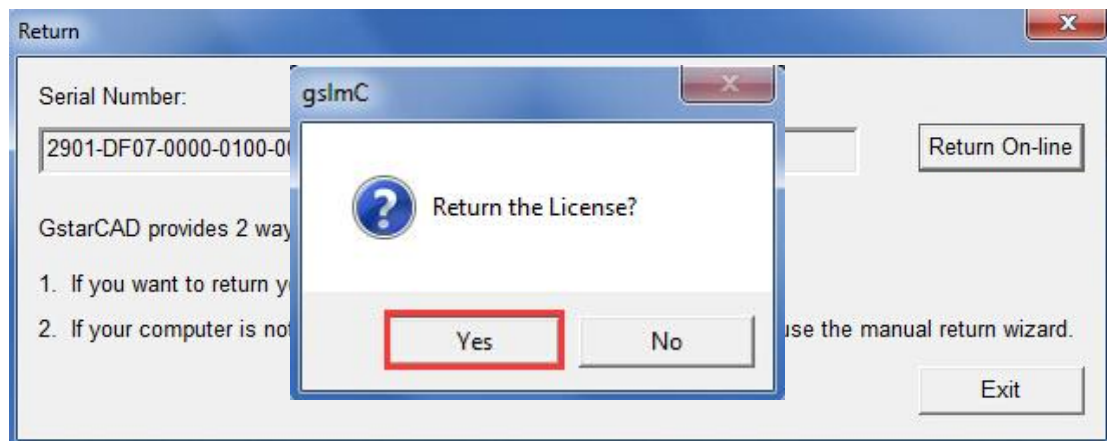 Return
Serial Number:
2901-DF07-0000-0100-0
Return On-line
GstarCAD provides 2 way
1. If you want to return y
2. If your computer is not
use the manual return wizard.
Exit
gslmC
Return the License?
Yes
No